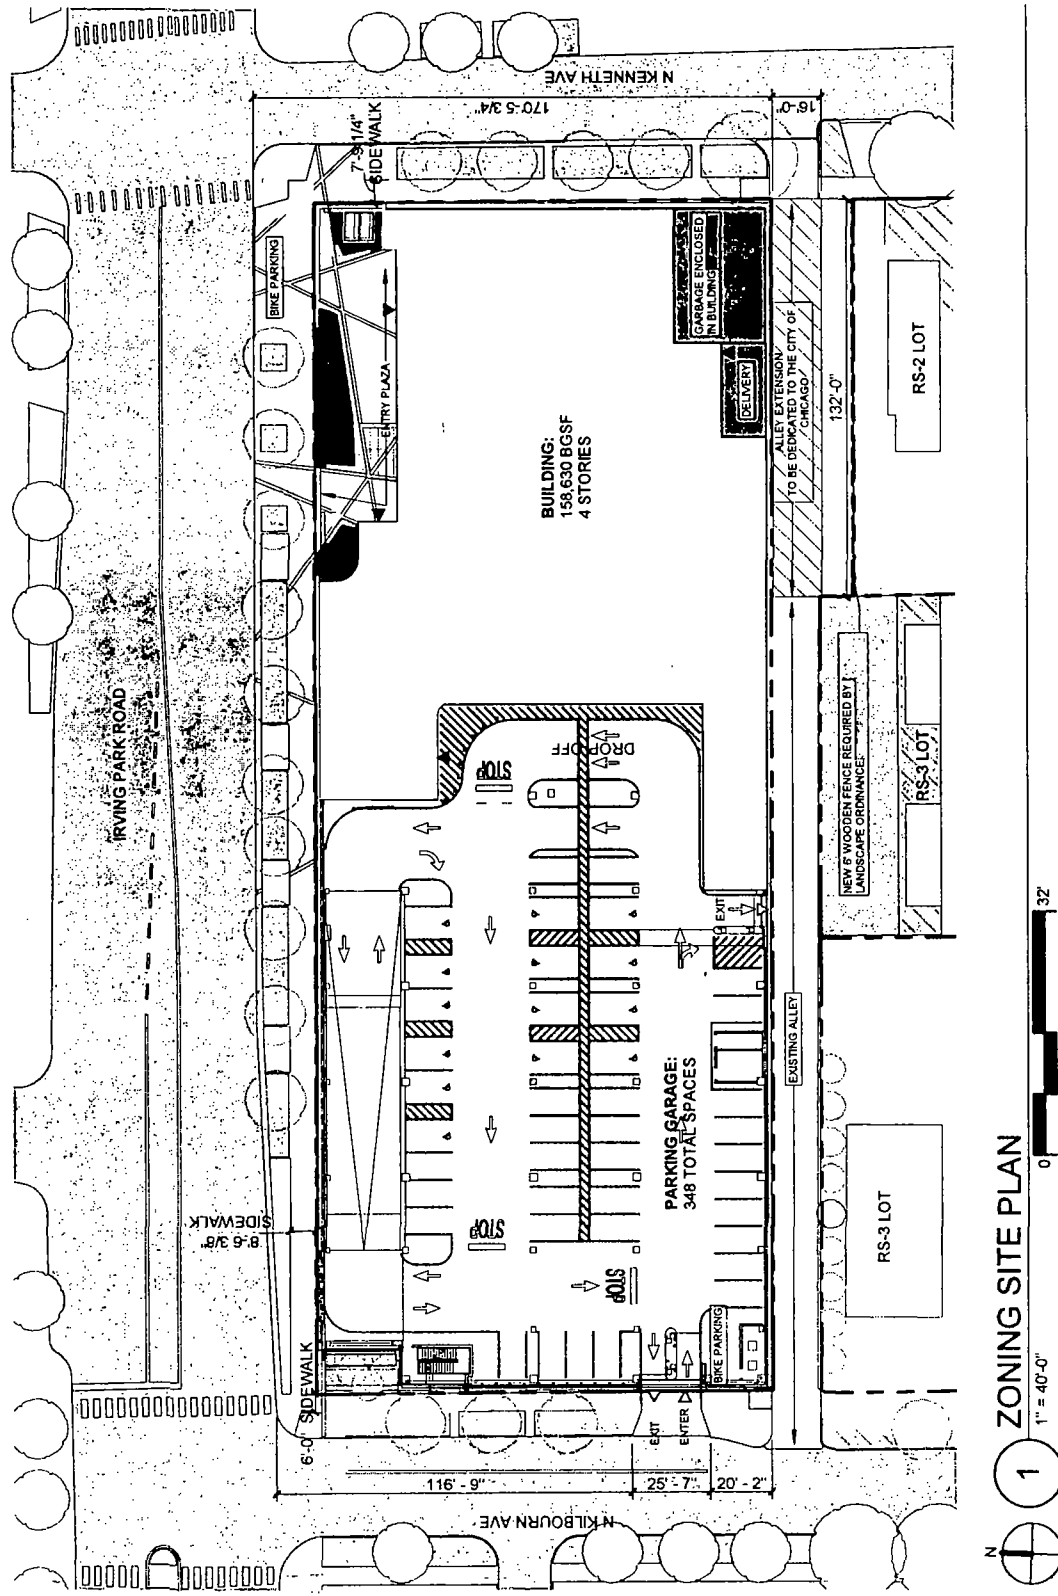 IRVING PARK ROAD
N KENNETH AVE
170'-5 3/4"
16'-0"
7'-9 1/4"
SIDEWALK
BIKE PARKING
ENTRY PLAZA
GARBAGE ENCLOSED
IN BUILDING
DELIVERY
BUILDING:
158,630 BGSF
4 STORIES
ALLEY EXTENSION
TO BE DEDICATED TO THE CITY OF
CHICAGO
132'-0"
RS-2 LOT
DROP OFF
STOP
EXIT
NEW 6' WOODEN FENCE REQUIRED BY
LANDSCAPE ORDINANCE
RS-3 LOT
PARKING GARAGE:
348 TOTAL SPACES
EXISTING ALLEY
8'-6 3/8"
SIDEWALK
STOP
STOP
6'-0" SIDEWALK
BIKE PARKING
EXIT
ENTER
RS-3 LOT
116' - 9"
25' - 7"
20' - 2"
N KILBOURN AVE
N
1
ZONING SITE PLAN
1" = 40'-0"
0
32'